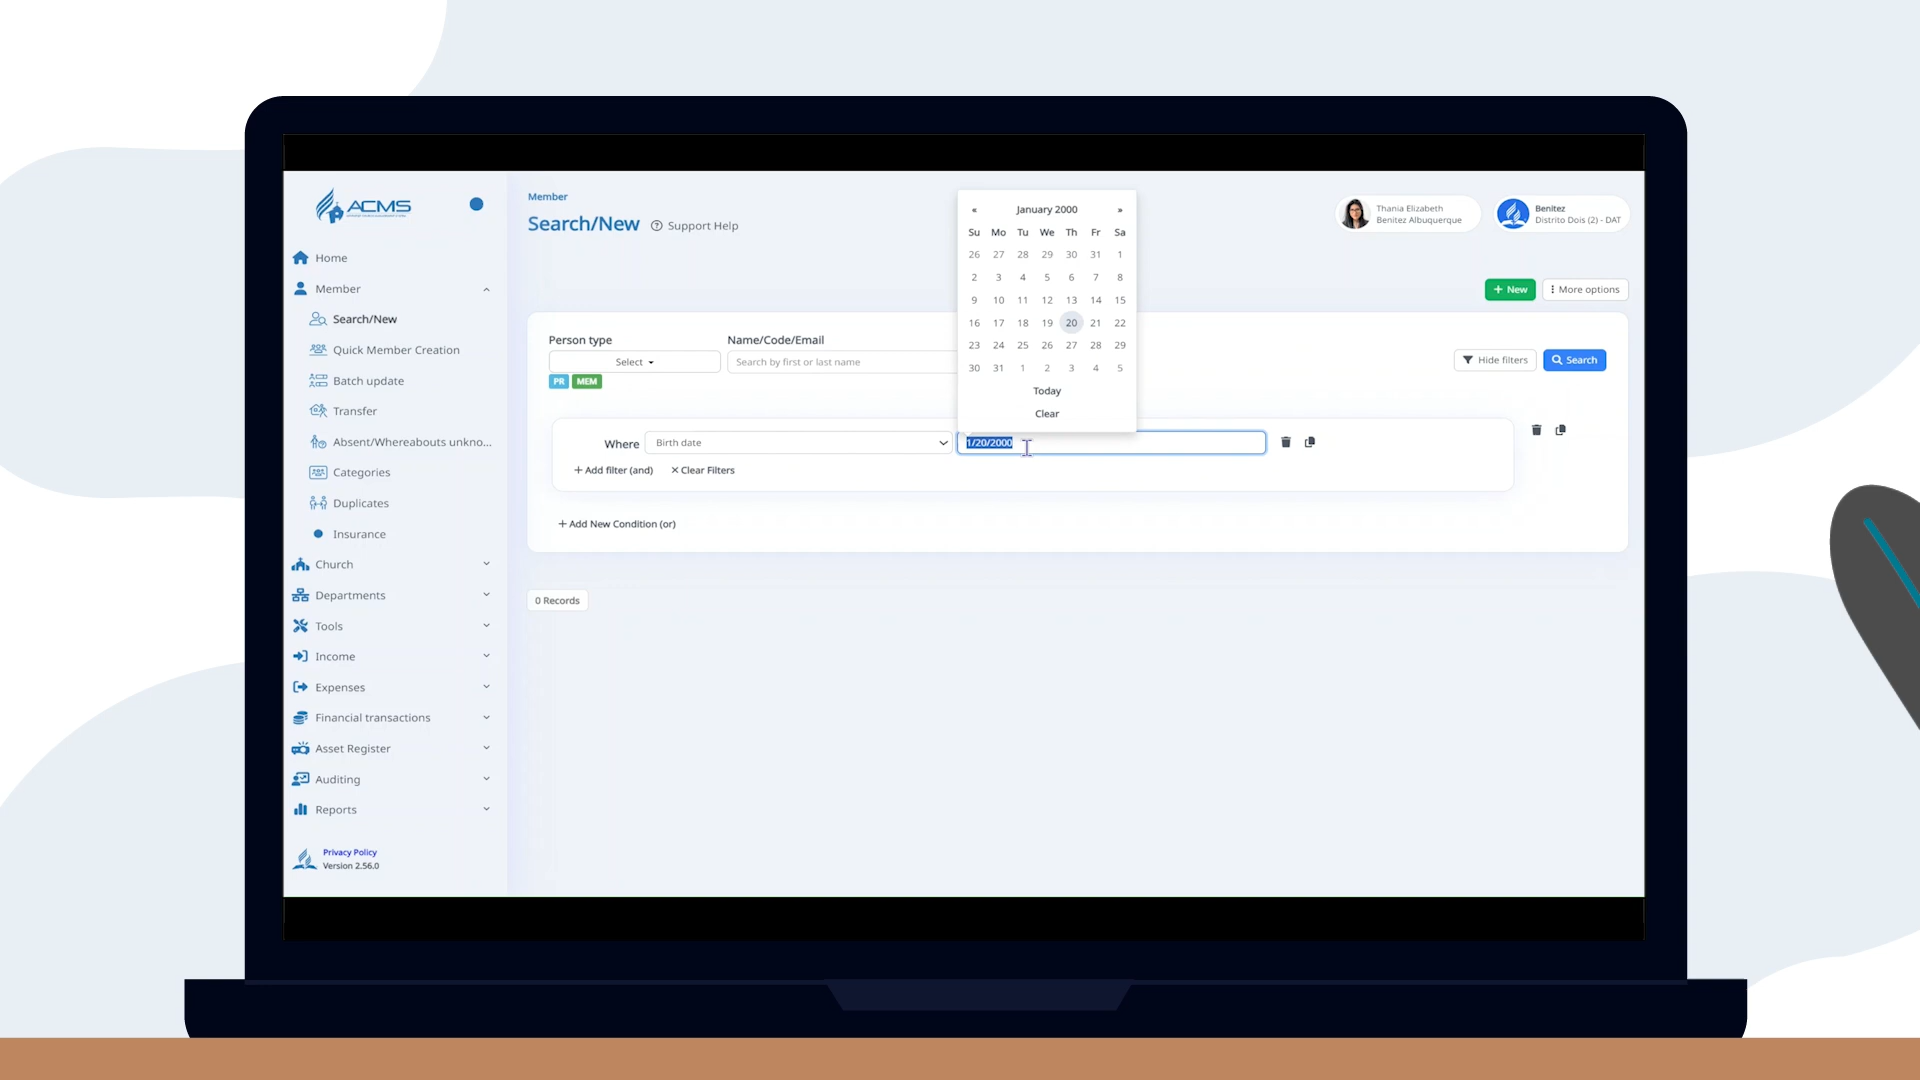 ACMS
Home
Member
Search/New
Quick Member Creation
Batch update
Transfer
Absent/Whereabouts unkno...
Categories
Duplicates
Insurance
Church
Departments
Tools
Income
Expenses
Financial transactions
Asset Register
Auditing
Reports
Privacy Policy
Version 2.56.0
Member
Search/New
Support Help
Thania Elizabeth
Benitez Albuquerque
Benitez
Distrito Dois (2) - DAT
+ New
More options
Person type
Select
PR MEM
Name/Code/Email
Search by first or last name
Hide filters
Search
« January 2000 »
Su Mo Tu We Th Fr Sa
26 27 28 29 30 31 1
2 3 4 5 6 7 8
9 10 11 12 13 14 15
16 17 18 19 20 21 22
23 24 25 26 27 28 29
30 31 1 2 3 4 5
Today
Clear
Where Birth date 1/20/2000
+ Add filter (and) × Clear Filters
+ Add New Condition (or)
0 Records